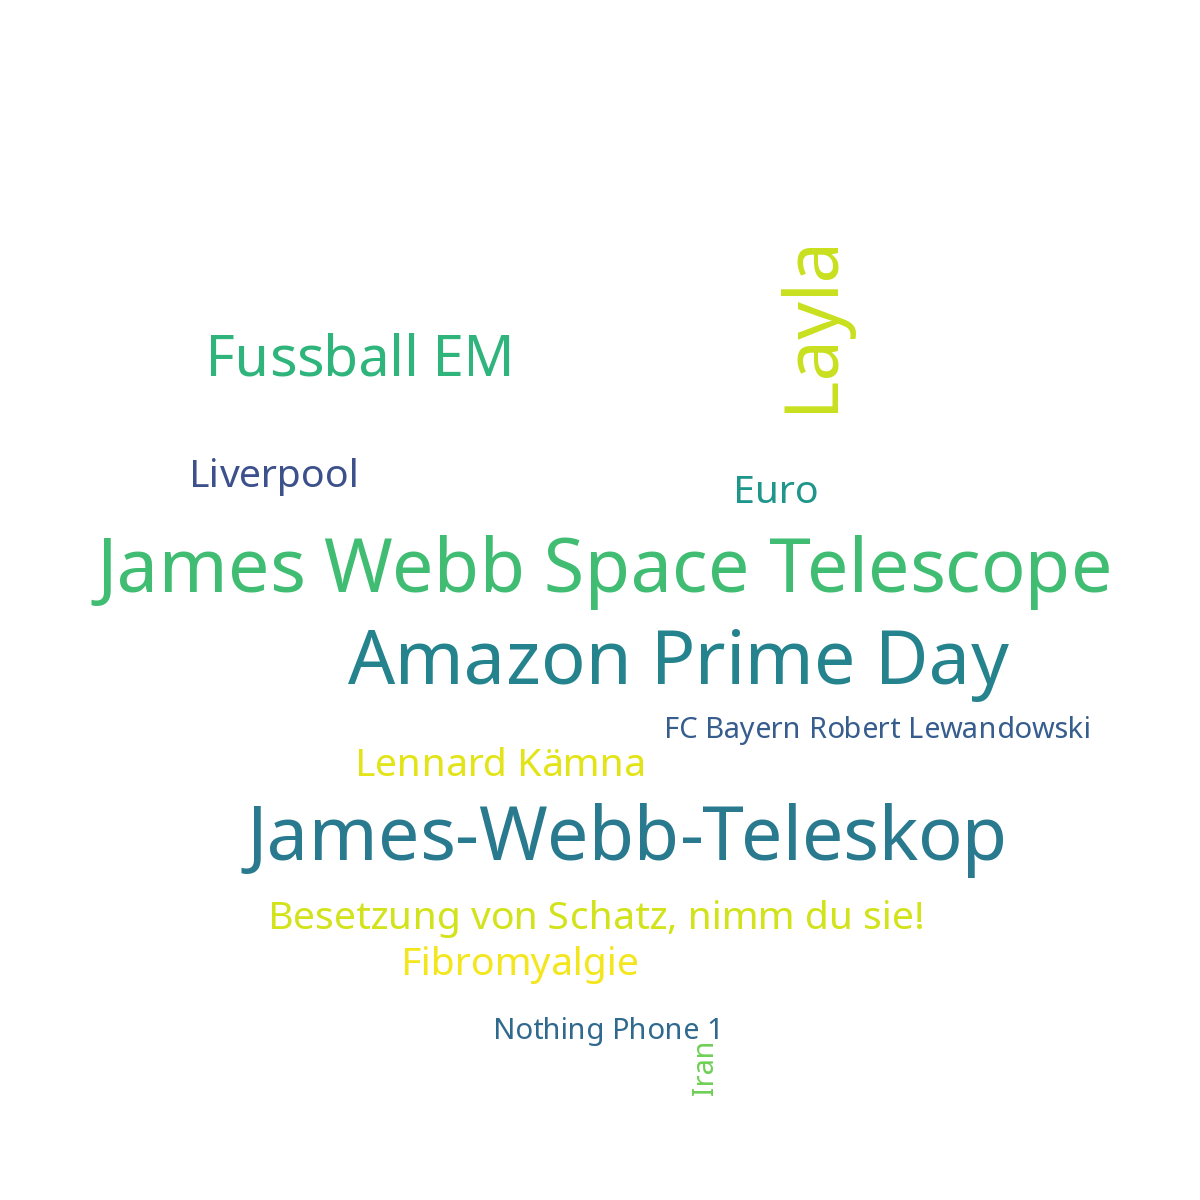 Layla
Fussball EM
Liverpool
Euro
James Webb Space Telescope
Amazon Prime Day
FC Bayern Robert Lewandowski
Lennard Kämna
James-Webb-Teleskop
Besetzung von Schatz, nimm du sie!
Fibromyalgie
Nothing Phone 1
Iran